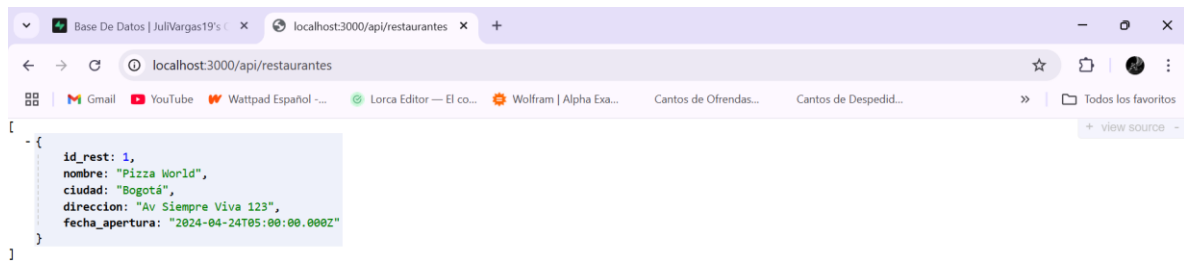 Base De Datos | JuliVargas19's
localhost:3000/api/restaurantes
localhost:3000/api/restaurantes
Gmail YouTube Wattpad Español -... Lorca Editor — El co... Wolfram | Alpha Exa... Cantos de Ofrendas... Cantos de Despedid... » Todos los favoritos
+ view source -
[
- {
id_rest: 1,
nombre: "Pizza World",
ciudad: "Bogotá",
direccion: "Av Siempre Viva 123",
fecha_apertura: "2024-04-24T05:00:00.000Z"
}
]